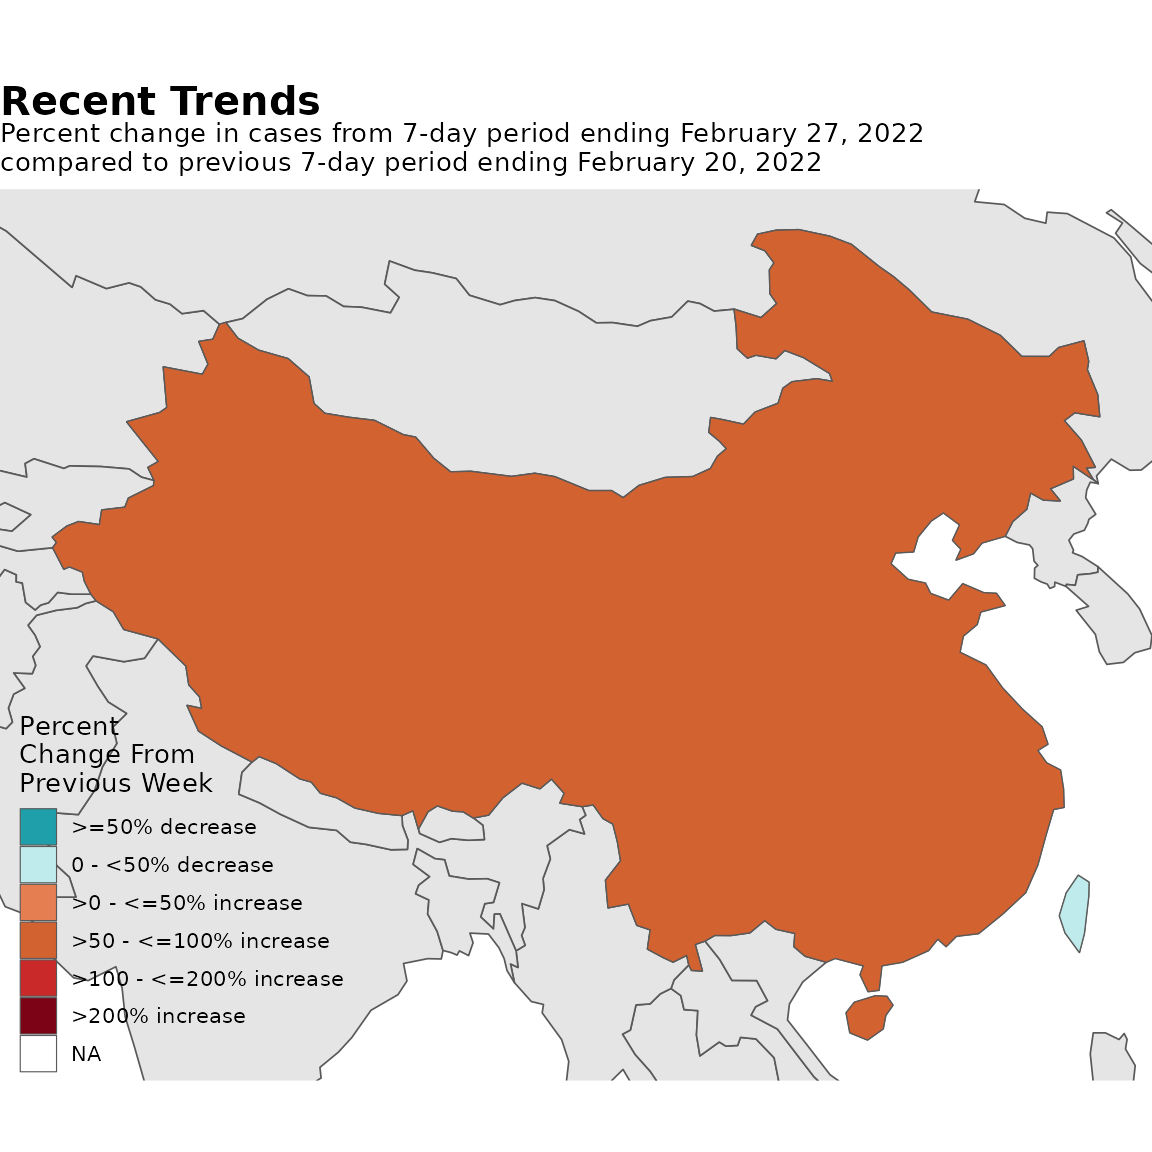 Recent Trends
Percent change in cases from 7-day period ending February 27, 2022
compared to previous 7-day period ending February 20, 2022
Percent
Change From
Previous Week
>=50% decrease
0 - <50% decrease
>0 - <=50% increase
>50 - <=100% increase
>100 - <=200% increase
>200% increase
NA